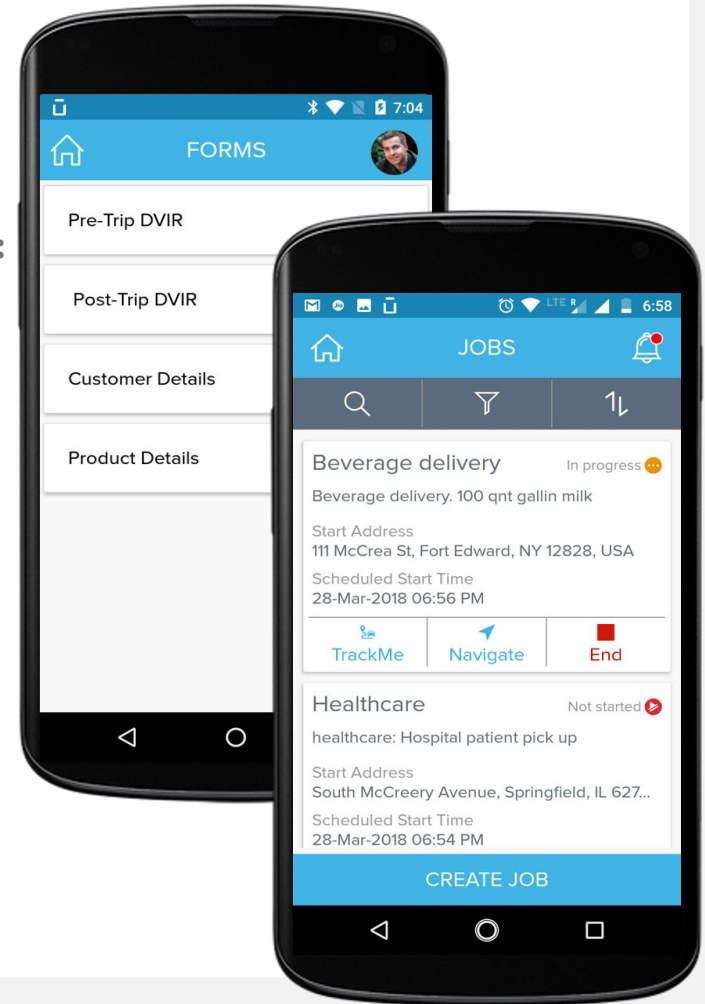 :
7:04
FORMS
Pre-Trip DVIR
Post-Trip DVIR
Customer Details
Product Details
LTE R 6:58
JOBS
Beverage delivery In progress
Beverage delivery. 100 qnt gallin milk
Start Address
111 McCrea St, Fort Edward, NY 12828, USA
Scheduled Start Time
28-Mar-2018 06:56 PM
TrackMe Navigate End
Healthcare Not started
healthcare: Hospital patient pick up
Start Address
South McCreery Avenue, Springfield, IL 627...
Scheduled Start Time
28-Mar-2018 06:54 PM
CREATE JOB